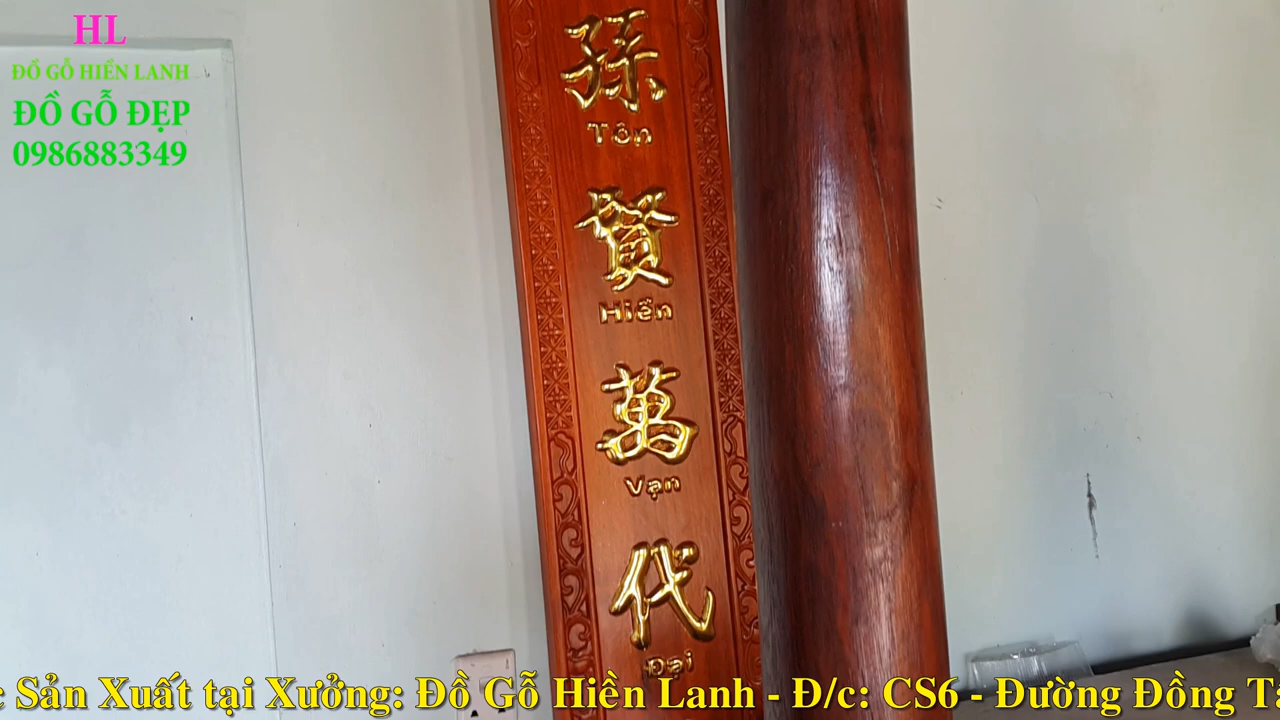 HL
ĐỒ GỖ HIỀN LANH
ĐỒ GỖ ĐẸP
0986883349
孫
Tôn
賢
Hiền
萬
Vạn
代
Đại
Sản Xuất tại Xưởng: Đồ Gỗ Hiền Lanh - Đ/c: CS6 - Đường Đồng